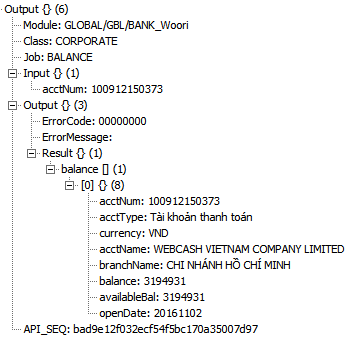 Output {} (6)
Module: GLOBAL/GBL/BANK_Woori
Class: CORPORATE
Job: BALANCE
Input {} (1)
acctNum: 100912150373
Output {} (3)
ErrorCode: 00000000
ErrorMessage:
Result {} (1)
balance [] (1)
[0] {} (8)
acctNum: 100912150373
acctType: Tài khoản thanh toán
currency: VND
acctName: WEBCASH VIETNAM COMPANY LIMITED
branchName: CHI NHÁNH HỒ CHÍ MINH
balance: 3194931
availableBal: 3194931
openDate: 20161102
API_SEQ: bad9e12f032ecf54f5bc170a35007d97